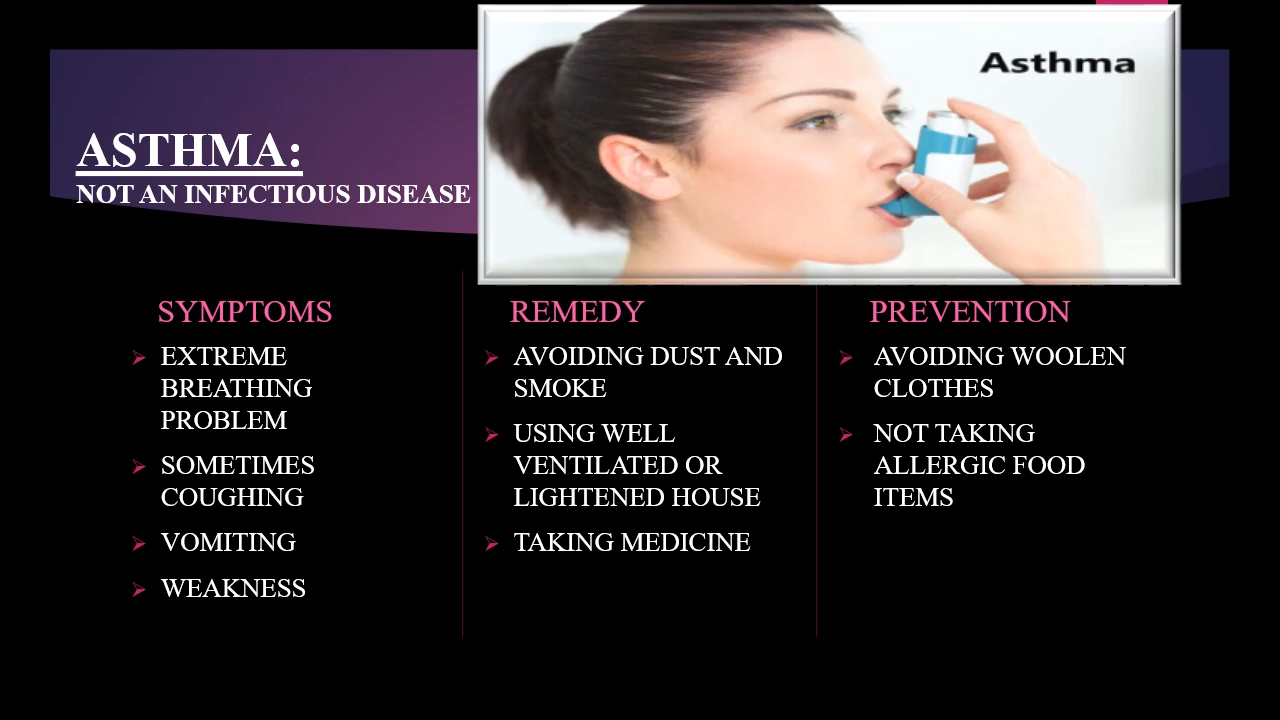 Asthma
ASTHMA:
NOT AN INFECTIOUS DISEASE
SYMPTOMS
EXTREME
BREATHING
PROBLEM
SOMETIMES
COUGHING
VOMITING
WEAKNESS
REMEDY
AVOIDING DUST AND
SMOKE
USING WELL
VENTILATED OR
LIGHTENED HOUSE
TAKING MEDICINE
PREVENTION
AVOIDING WOOLEN
CLOTHES
NOT TAKING
ALLERGIC FOOD
ITEMS